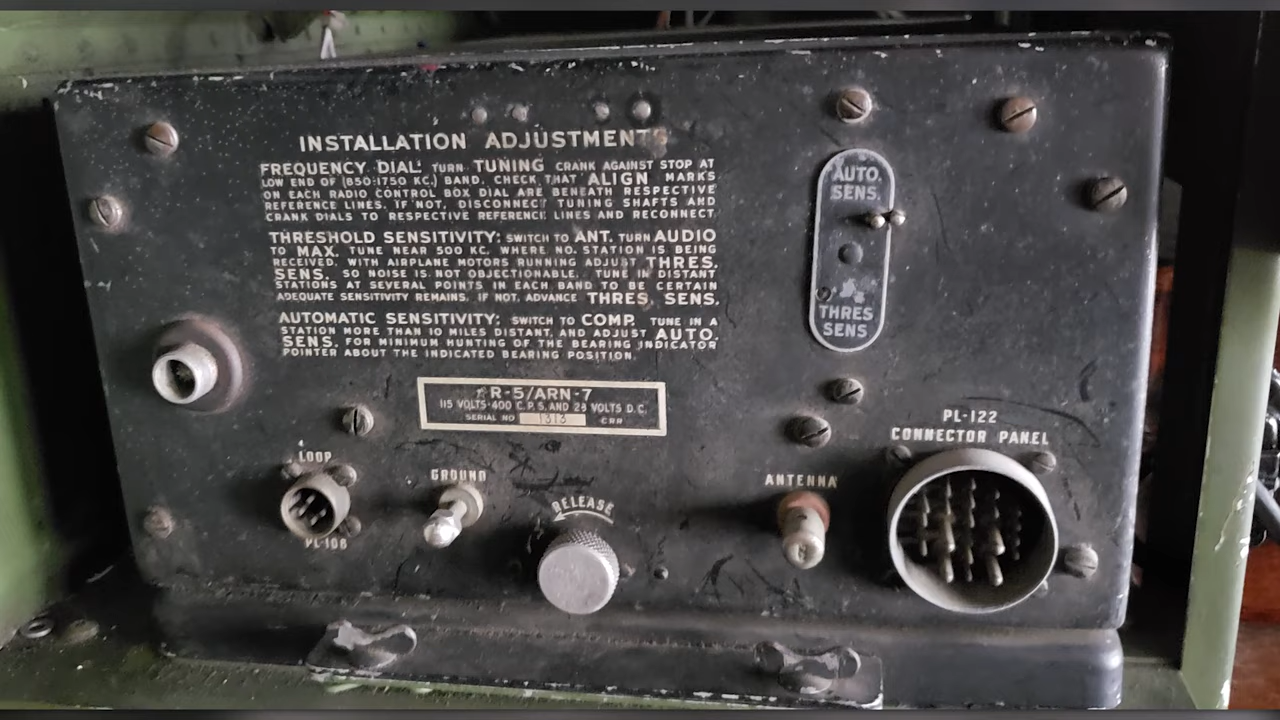 INSTALLATION ADJUSTMENTS
FREQUENCY DIAL: TURN TUNING CRANK AGAINST STOP AT
LOW END OF (850-1750 KC.) BAND. CHECK THAT ALIGN MARKS
ON EACH RADIO CONTROL BOX DIAL ARE BENEATH RESPECTIVE
REFERENCE LINES. IF NOT, DISCONNECT TUNING SHAFTS AND
CRANK DIALS TO RESPECTIVE REFERENCE LINES AND RECONNECT.
THRESHOLD SENSITIVITY: SWITCH TO ANT. TURN AUDIO
TO MAX. TUNE NEAR 500 KC. WHERE NO STATION IS BEING
RECEIVED. WITH AIRPLANE MOTORS RUNNING ADJUST THRES.
SENS. SO NOISE IS NOT OBJECTIONABLE. TUNE IN DISTANT
STATIONS AT SEVERAL POINTS IN EACH BAND TO BE CERTAIN
ADEQUATE SENSITIVITY REMAINS. IF NOT, ADVANCE THRES. SENS.
AUTOMATIC SENSITIVITY: SWITCH TO COMP. TUNE IN A
STATION MORE THAN 10 MILES DISTANT, AND ADJUST AUTO.
SENS. FOR MINIMUM HUNTING OF THE BEARING INDICATOR
POINTER ABOUT THE INDICATED BEARING POSITION.
AUTO.
SENS.
THRES
SENS
R-5/ARN-7
115 VOLTS-400 C.P.S. AND 28 VOLTS D.C.
SERIAL NO 1313 CRR
LOOP
PL-108
GROUND
RELEASE
ANTENNA
PL-122
CONNECTOR PANEL